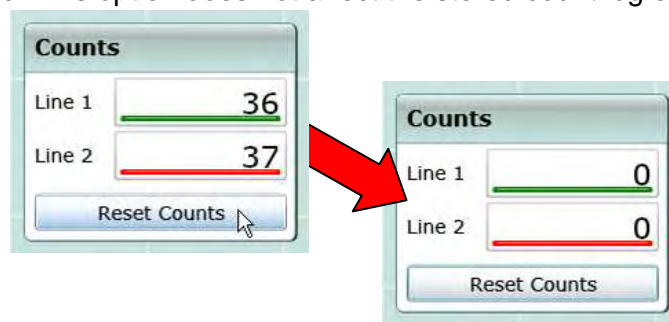 Counts
Line 1 36
Line 2 37
Reset Counts
Counts
Line 1 0
Line 2 0
Reset Counts